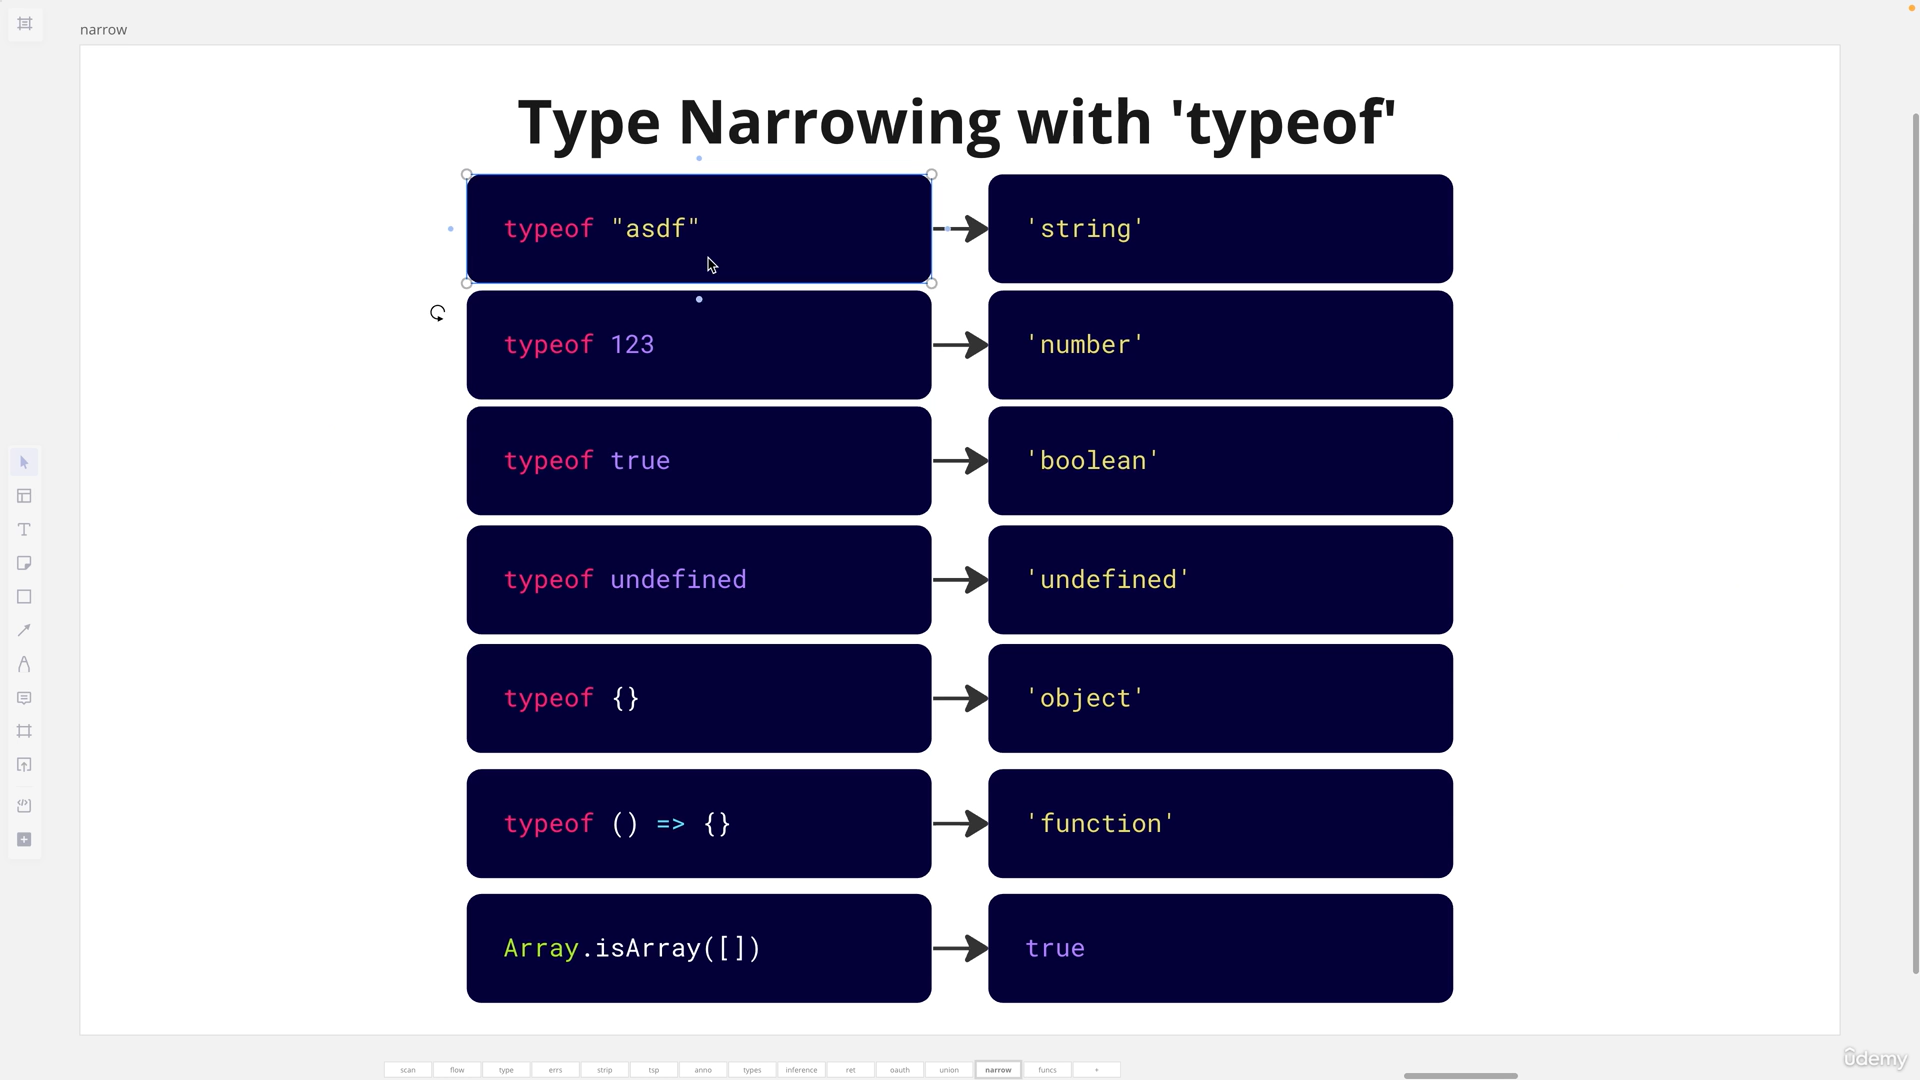 narrow
Type Narrowing with 'typeof'
typeof "asdf"
'string'
typeof 123
'number'
typeof true
'boolean'
typeof undefined
'undefined'
typeof {}
'object'
typeof () => {}
'function'
Array.isArray([])
true
scan flow type errs strip tsp anno types inference ret oauth union narrow funcs +
ûdemy